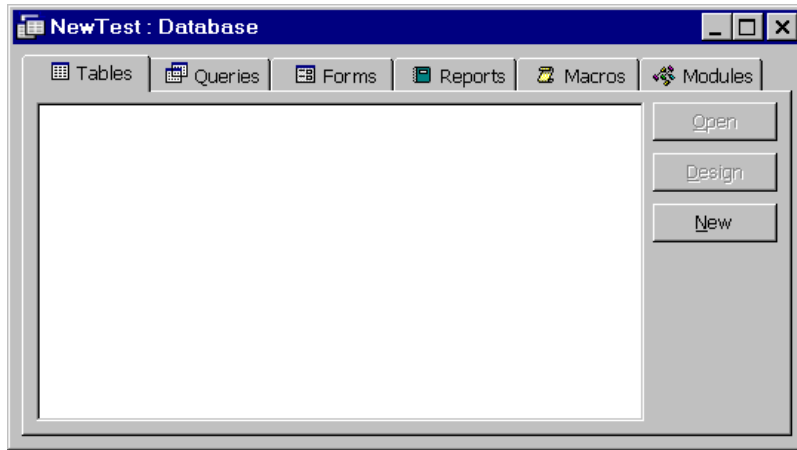 NewTest : Database
Tables Queries Forms Reports Macros Modules
Open
Design
New